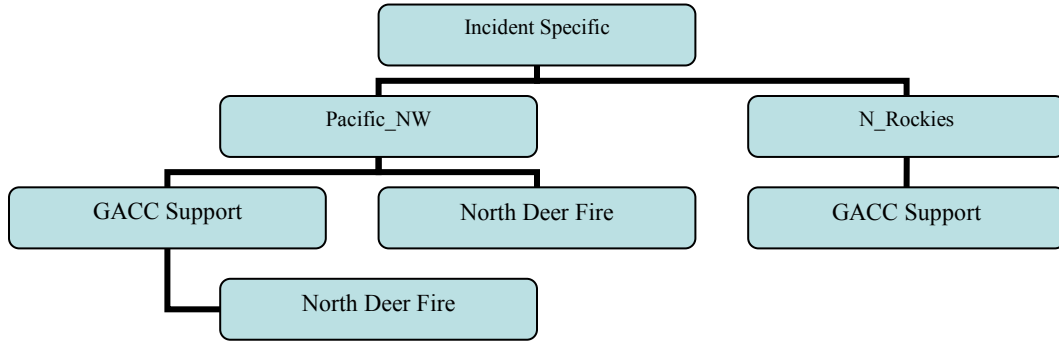 Incident Specific
Pacific_NW
N_Rockies
GACC Support
North Deer Fire
GACC Support
North Deer Fire